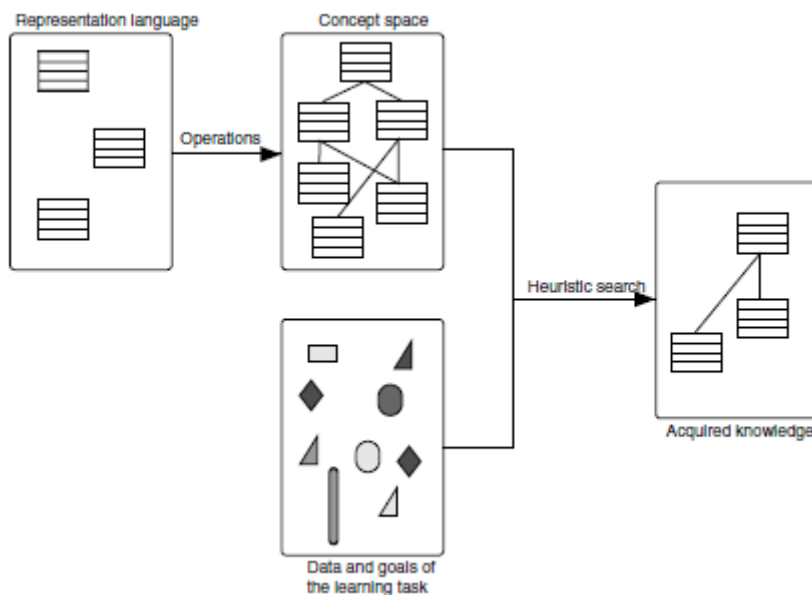 Representation language
Concept space
Operations
Heuristic search
Acquired knowledge
Data and goals of
the learning task